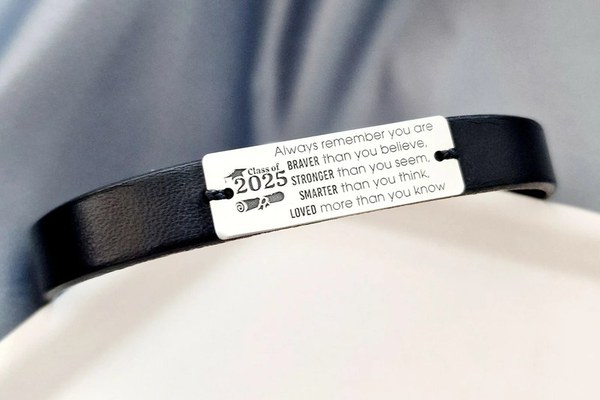 Class of
2025
Always remember you are
BRAVER than you believe,
STRONGER than you seem,
SMARTER than you think,
LOVED more than you know